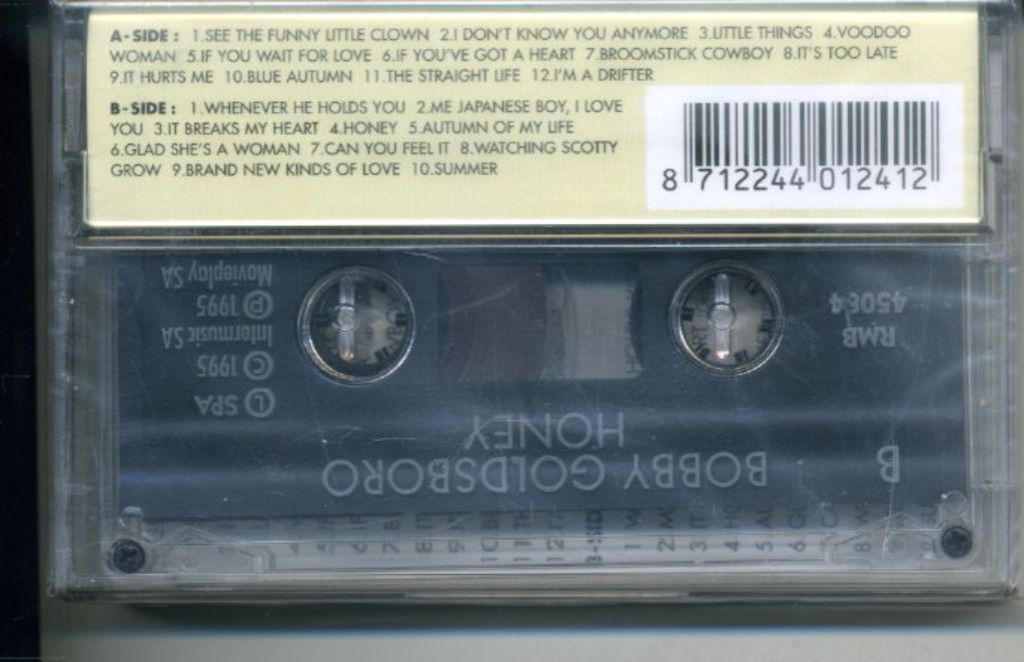 A-SIDE: 1.SEE THE FUNNY LITTLE CLOWN 2.I DON'T KNOW YOU ANYMORE 3.LITTLE THINGS 4.VOODOO
WOMAN 5.IF YOU WAIT FOR LOVE 6.IF YOU'VE GOT A HEART 7.BROOMSTICK COWBOY 8.IT'S TOO LATE
9.IT HURTS ME 10.BLUE AUTUMN 11.THE STRAIGHT LIFE 12.I'M A DRIFTER
B-SIDE: 1.WHENEVER HE HOLDS YOU 2.ME JAPANESE BOY, I LOVE
YOU 3.IT BREAKS MY HEART 4.HONEY 5.AUTUMN OF MY LIFE
6.GLAD SHE'S A WOMAN 7.CAN YOU FEEL IT 8.WATCHING SCOTTY
GROW 9.BRAND NEW KINDS OF LOVE 10.SUMMER
8 712244 012412
B
BOBBY GOLDSBORO
HONEY
Ⓛ SPA
© 1995
Intermusic SA
℗ 1995
Movieplay SA
RMB
45084